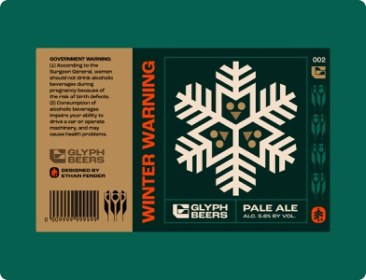 GOVERNMENT WARNING:
(1) According to the
Surgeon General, women
should not drink alcoholic
beverages during
pregnancy because of
the risk of birth defects.
(2) Consumption of
alcoholic beverages
impairs your ability to
drive a car or operate
machinery, and may
cause health problems.
GLYPH
BEERS
DESIGNED BY
ETHAN FENDER
0 009999 999999
WINTER WARNING
002
GLYPH
BEERS
PALE ALE
ALC. 5.8% BY VOL.